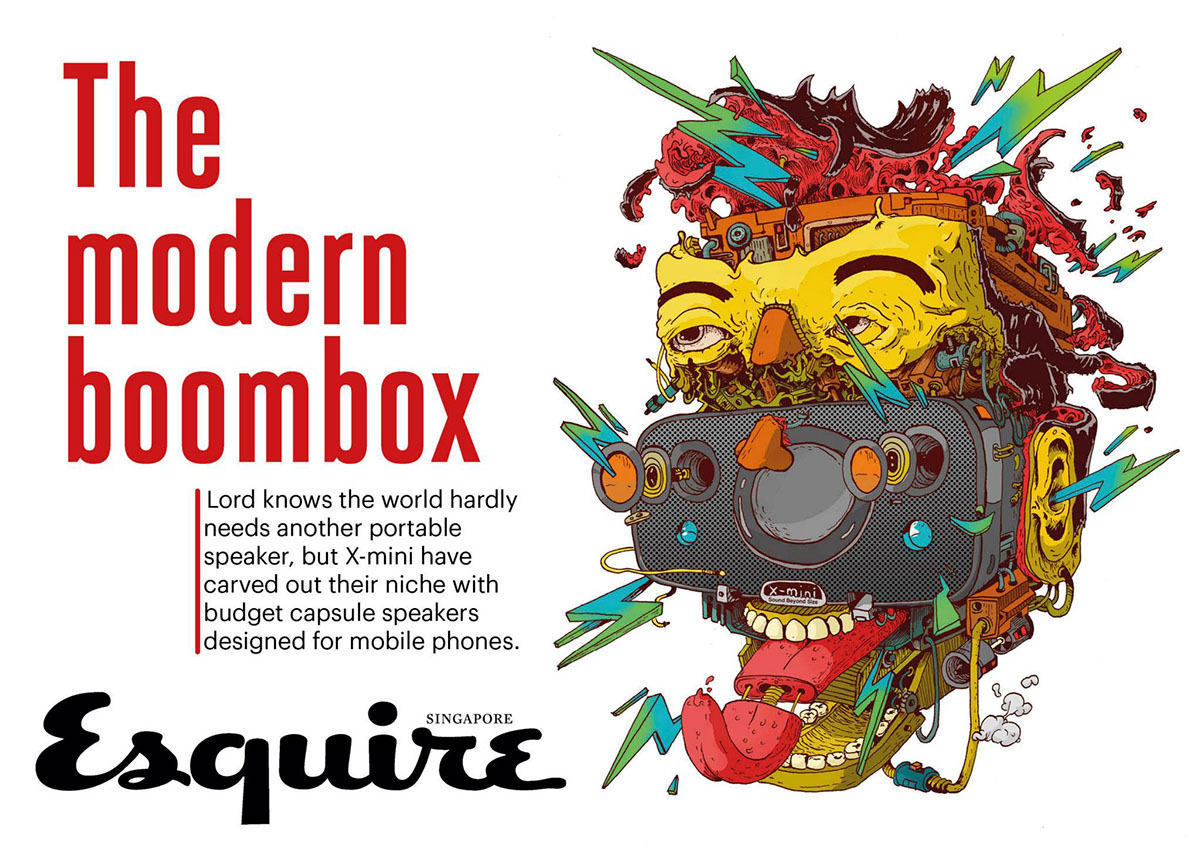 The
modern
boombox
Lord knows the world hardly
needs another portable
speaker, but X-mini have
carved out their niche with
budget capsule speakers
designed for mobile phones.
SINGAPORE
Esquire
X-mini
Sound Beyond Size